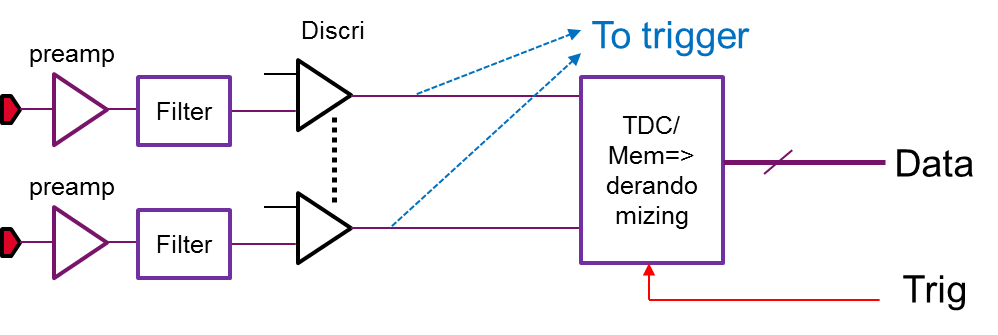 Discri
To trigger
preamp
Filter
TDC/
Mem=>
derando
mizing
Data
preamp
Filter
Trig